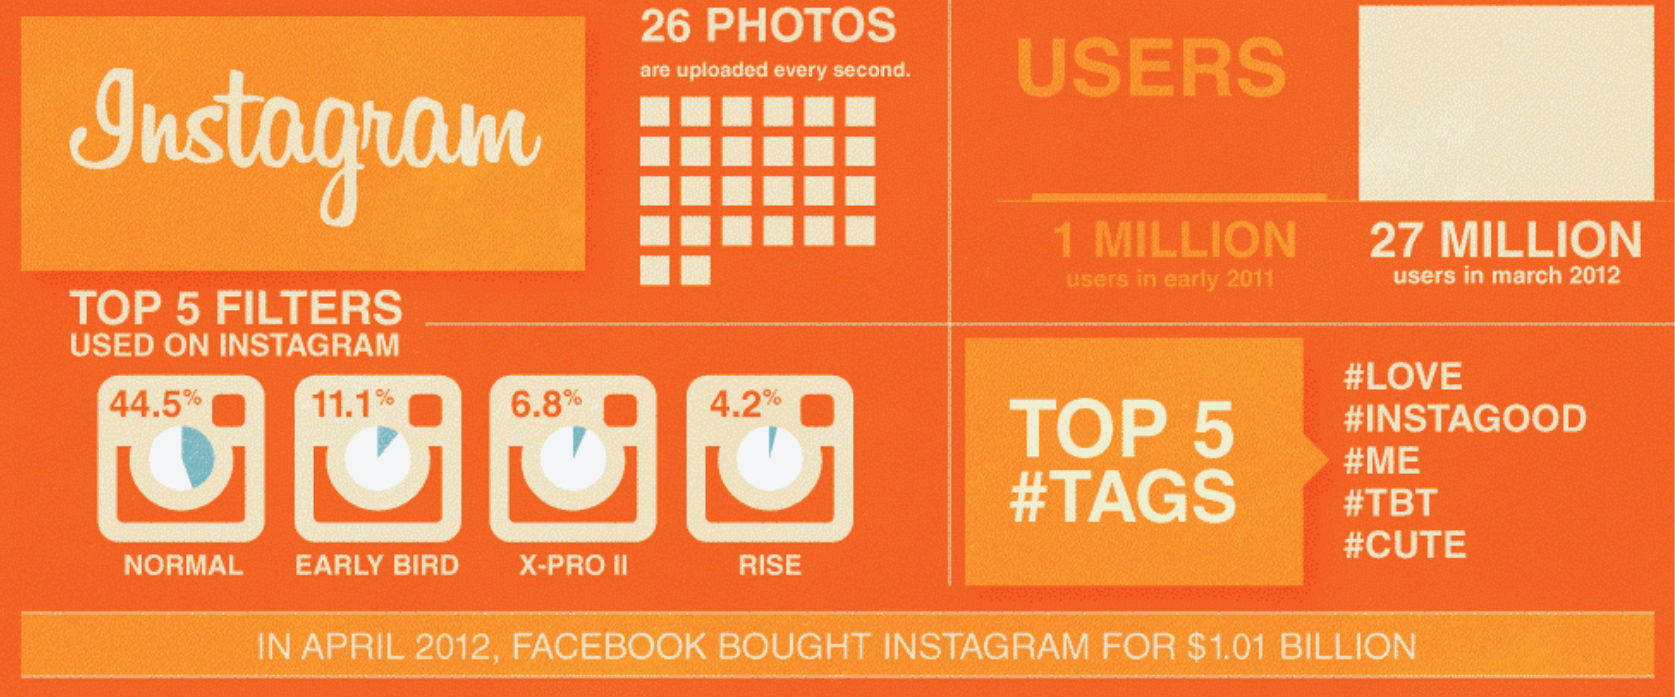 Instagram
26 PHOTOS
are uploaded every second.
USERS
1 MILLION
users in early 2011
27 MILLION
users in march 2012
TOP 5 FILTERS
USED ON INSTAGRAM
44.5%
NORMAL
11.1%
EARLY BIRD
6.8%
X-PRO II
4.2%
RISE
TOP 5
#TAGS
#LOVE
#INSTAGOOD
#ME
#TBT
#CUTE
IN APRIL 2012, FACEBOOK BOUGHT INSTAGRAM FOR $1.01 BILLION